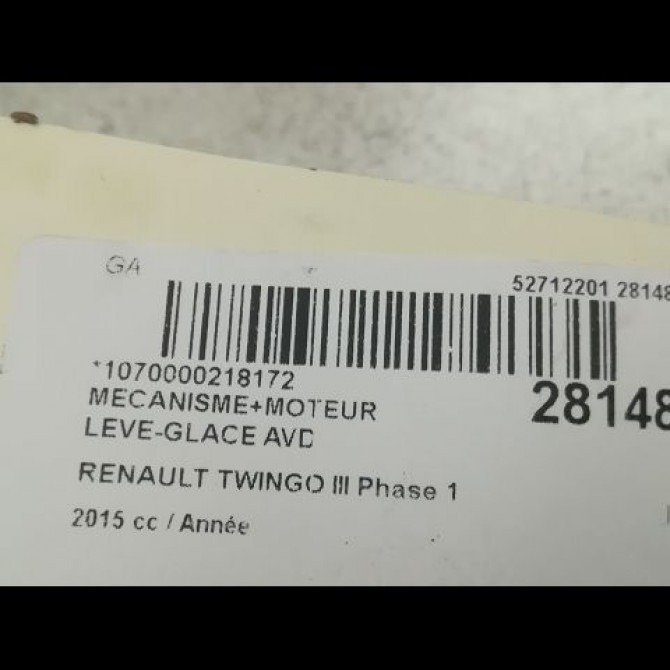 GA
52712201 28148
*1070000218172
28148
MECANISME+MOTEUR
LEVE-GLACE AVD
RENAULT TWINGO III Phase 1
2015 cc / Année